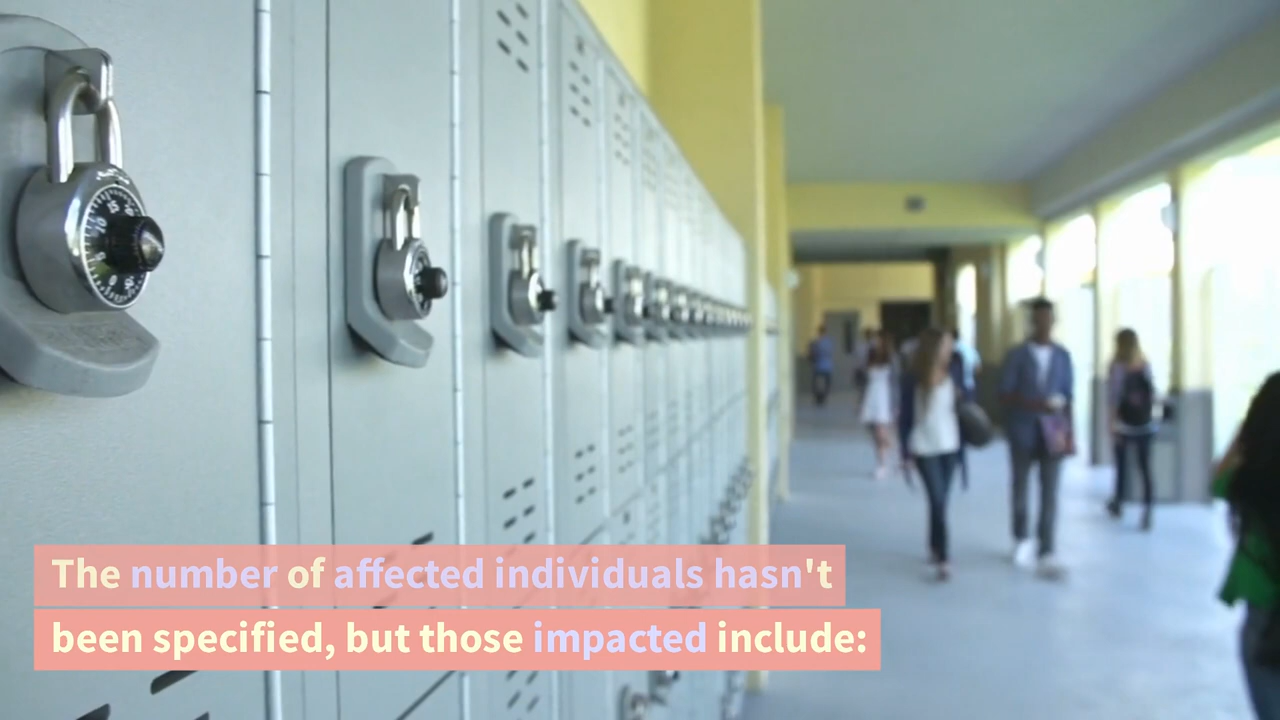 The number of affected individuals hasn't
been specified, but those impacted include: